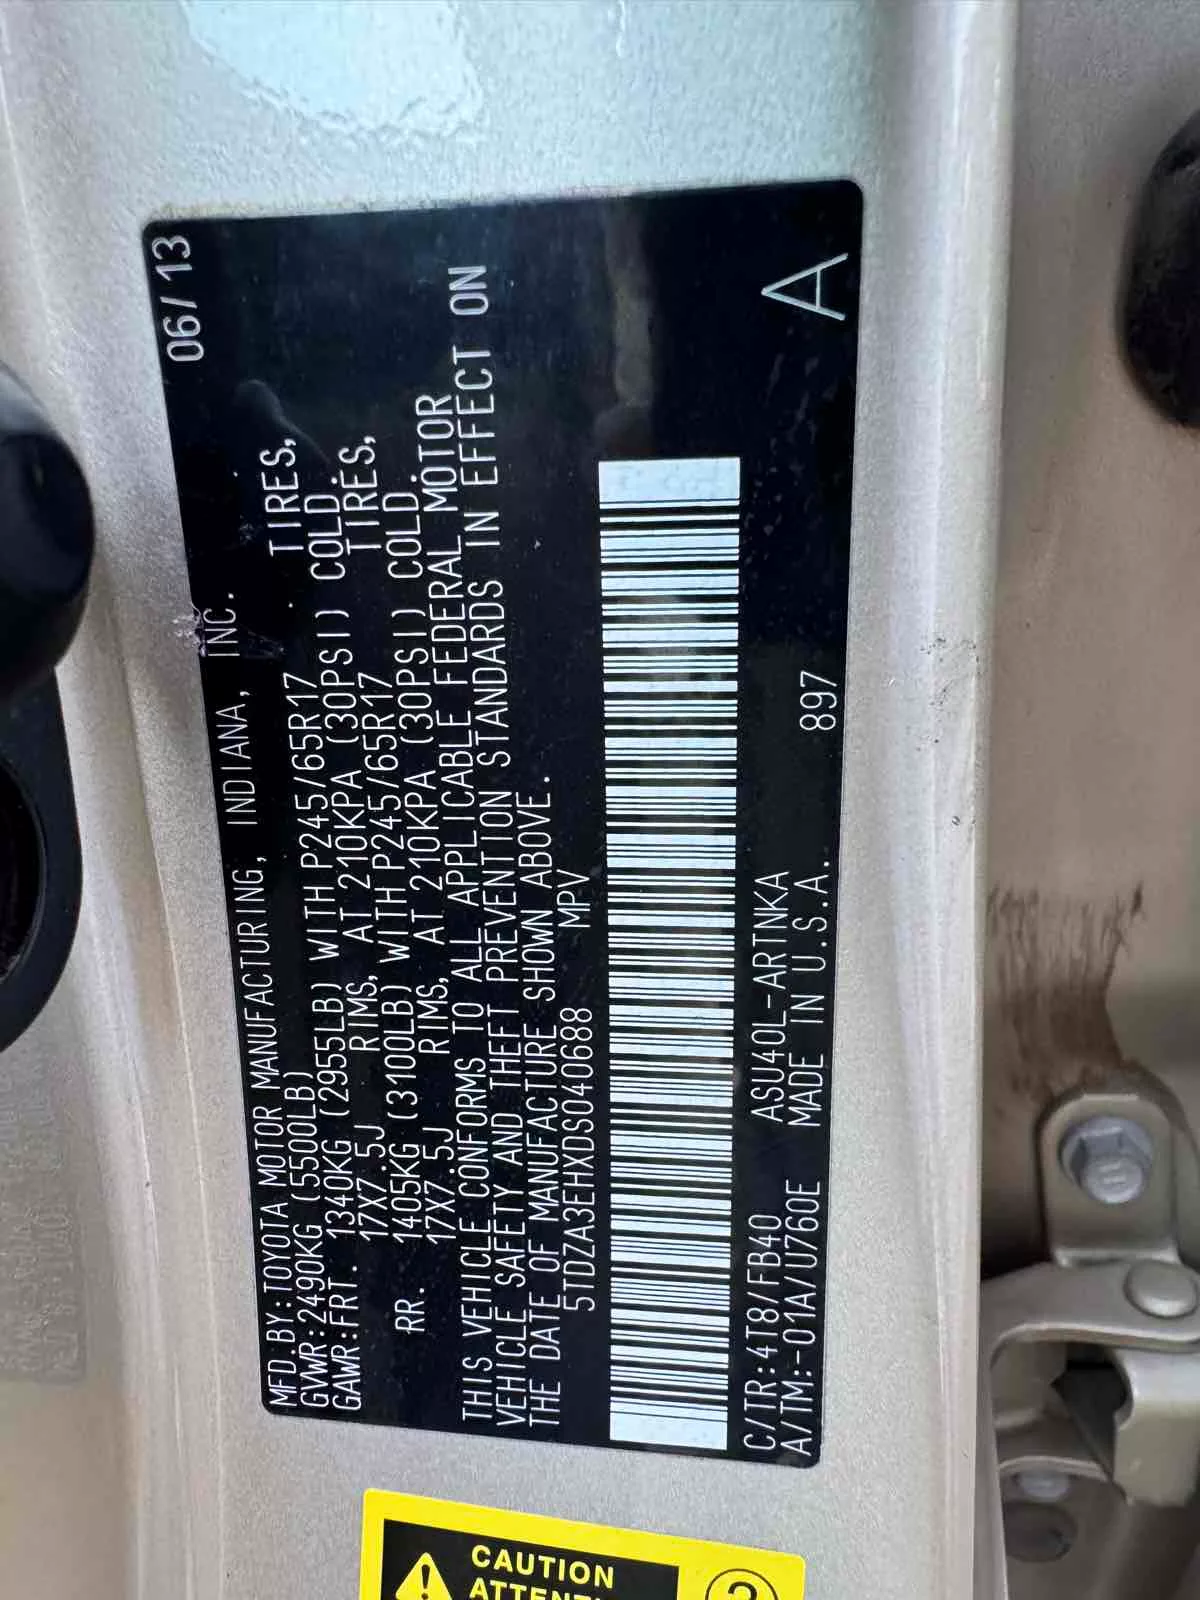 MFD.BY:TOYOTA MOTOR MANUFACTURING, INDIANA, INC. 06/13
GVWR:2490KG (5500LB)
GAWR:FRT. 1340KG (2955LB) WITH P245/65R17 TIRES,
17X7.5J RIMS, AT 210KPA (30PSI) COLD.
RR. 1405KG (3100LB) WITH P245/65R17 TIRES,
17X7.5J RIMS, AT 210KPA (30PSI) COLD.
THIS VEHICLE CONFORMS TO ALL APPLICABLE FEDERAL MOTOR
VEHICLE SAFETY AND THEFT PREVENTION STANDARDS IN EFFECT ON
THE DATE OF MANUFACTURE SHOWN ABOVE.
5TDZA3EHXDS040688 MPV
C/TR:4T8/FB40 ASU40L-ARTNKA 897 A
A/TM:-01A/U760E MADE IN U.S.A.
CAUTION